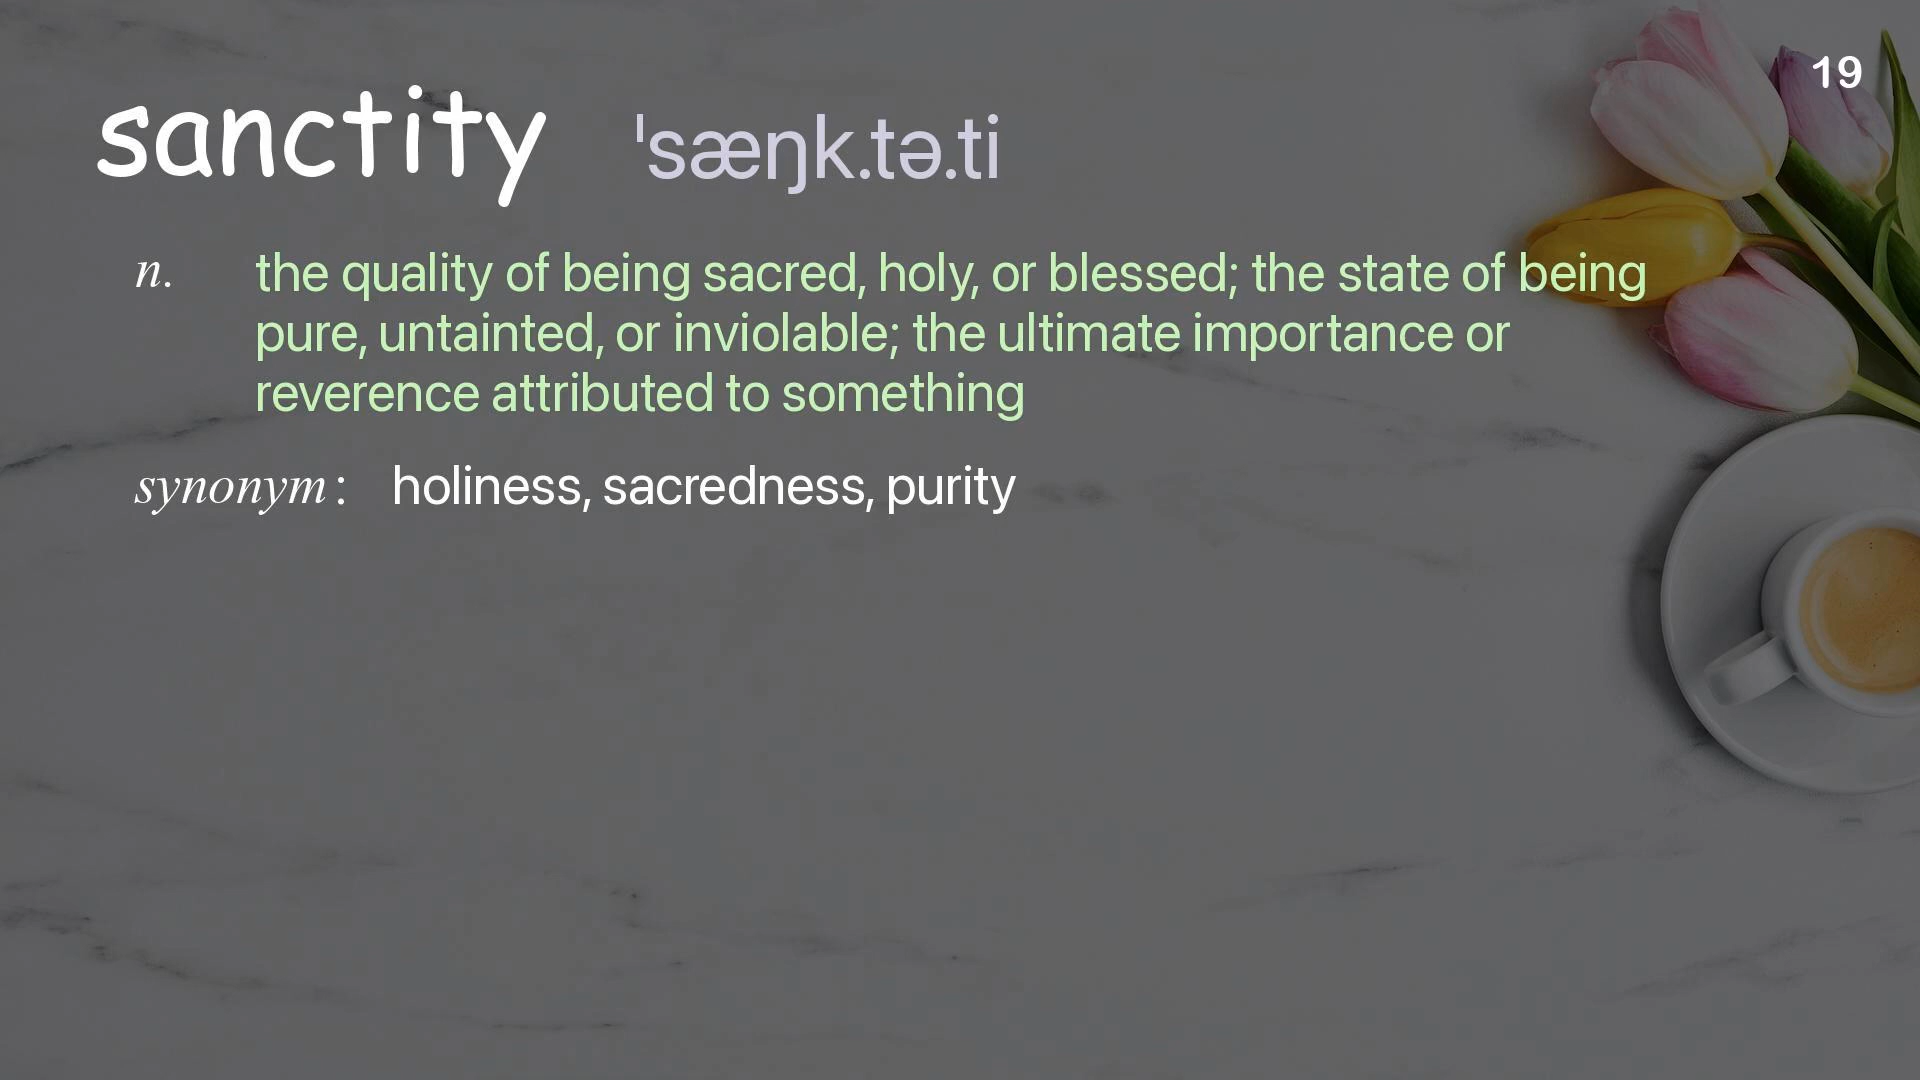 19
sanctity ˈsæŋk.tə.ti
n. the quality of being sacred, holy, or blessed; the state of being
pure, untainted, or inviolable; the ultimate importance or
reverence attributed to something
synonym: holiness, sacredness, purity